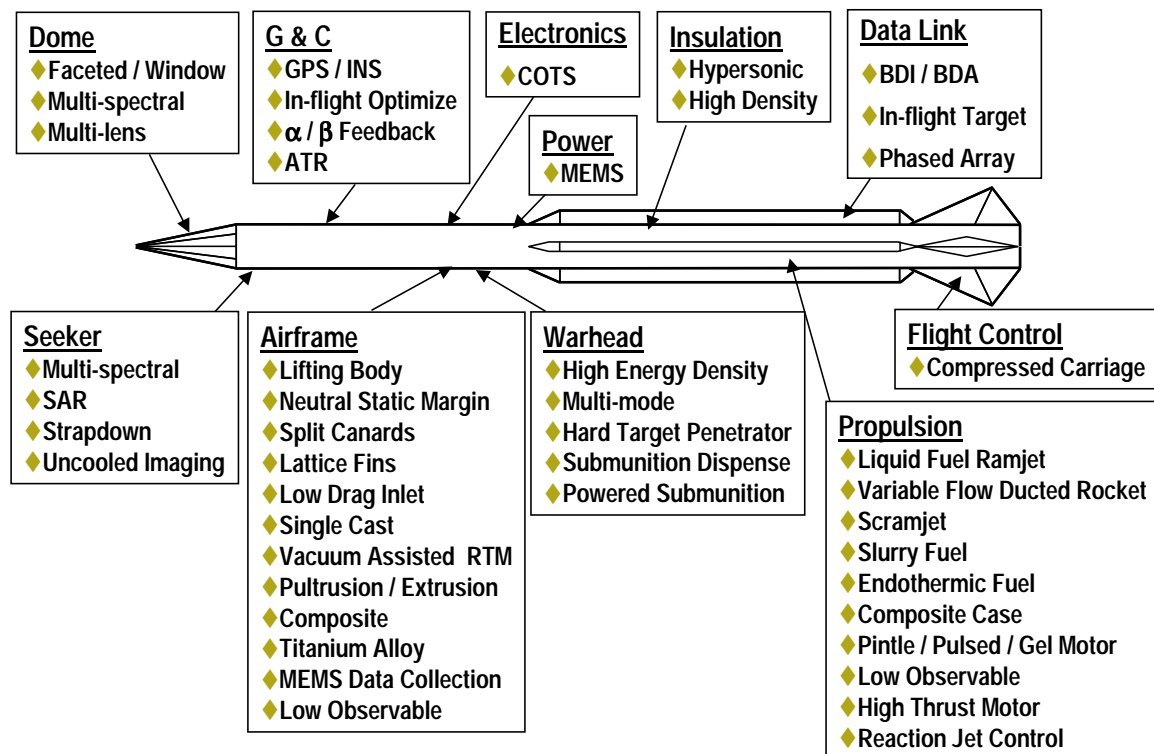 Dome
Faceted / Window
Multi-spectral
Multi-lens
G & C
GPS / INS
In-flight Optimize
α / β Feedback
ATR
Electronics
COTS
Power
MEMS
Insulation
Hypersonic
High Density
Data Link
BDI / BDA
In-flight Target
Phased Array
Seeker
Multi-spectral
SAR
Strapdown
Uncooled Imaging
Airframe
Lifting Body
Neutral Static Margin
Split Canards
Lattice Fins
Low Drag Inlet
Single Cast
Vacuum Assisted RTM
Pultrusion / Extrusion
Composite
Titanium Alloy
MEMS Data Collection
Low Observable
Warhead
High Energy Density
Multi-mode
Hard Target Penetrator
Submunition Dispense
Powered Submunition
Flight Control
Compressed Carriage
Propulsion
Liquid Fuel Ramjet
Variable Flow Ducted Rocket
Scramjet
Slurry Fuel
Endothermic Fuel
Composite Case
Pintle / Pulsed / Gel Motor
Low Observable
High Thrust Motor
Reaction Jet Control